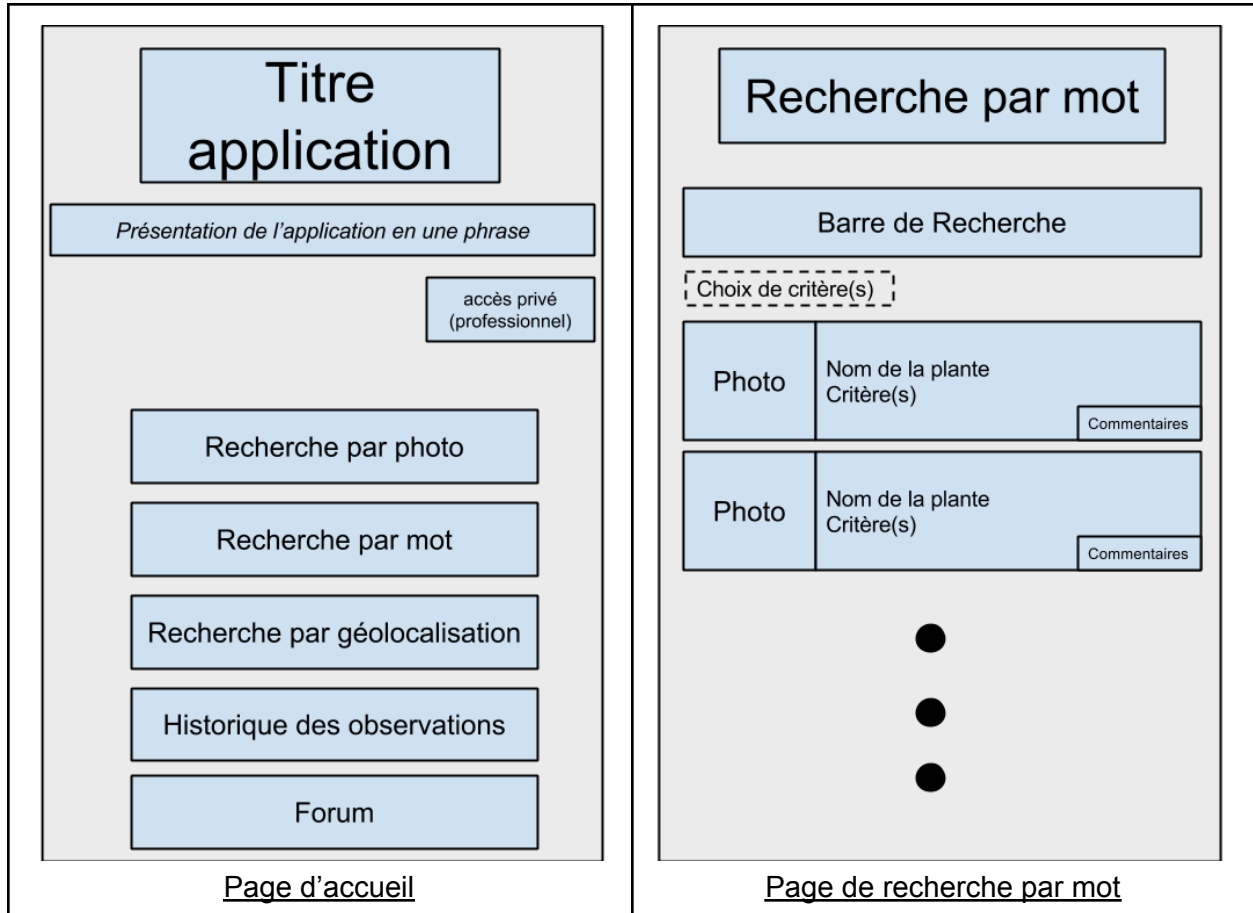 Titre
application
Présentation de l'application en une phrase
accès privé
(professionnel)
Recherche par photo
Recherche par mot
Recherche par géolocalisation
Historique des observations
Forum
Page d'accueil
Recherche par mot
Barre de Recherche
Choix de critère(s)
Photo
Nom de la plante
Critère(s)
Commentaires
Photo
Nom de la plante
Critère(s)
Commentaires
Page de recherche par mot